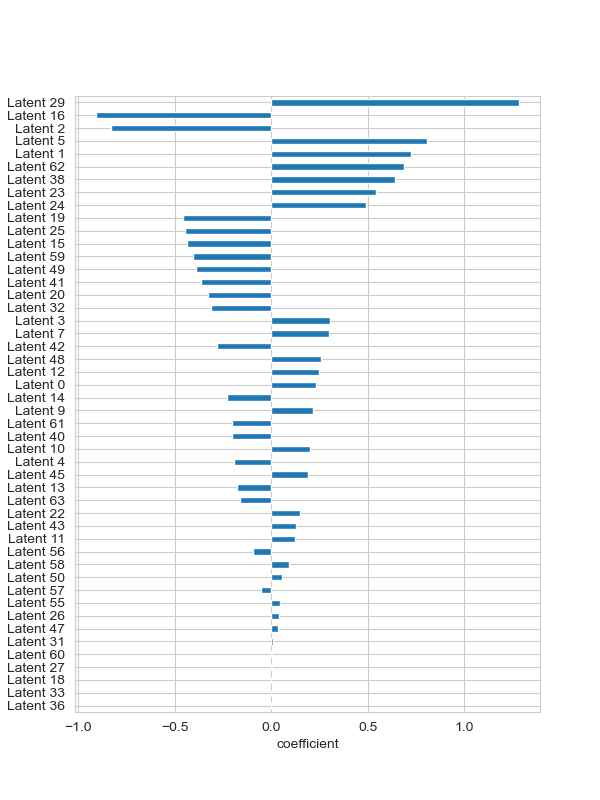 Latent 29
Latent 16
Latent 2
Latent 5
Latent 1
Latent 62
Latent 38
Latent 23
Latent 24
Latent 19
Latent 25
Latent 15
Latent 59
Latent 49
Latent 41
Latent 20
Latent 32
Latent 3
Latent 7
Latent 42
Latent 48
Latent 12
Latent 0
Latent 14
Latent 9
Latent 61
Latent 40
Latent 10
Latent 4
Latent 45
Latent 13
Latent 63
Latent 22
Latent 43
Latent 11
Latent 56
Latent 58
Latent 50
Latent 57
Latent 55
Latent 26
Latent 47
Latent 31
Latent 60
Latent 27
Latent 18
Latent 33
Latent 36
−1.0 −0.5 0.0 0.5 1.0
coefficient